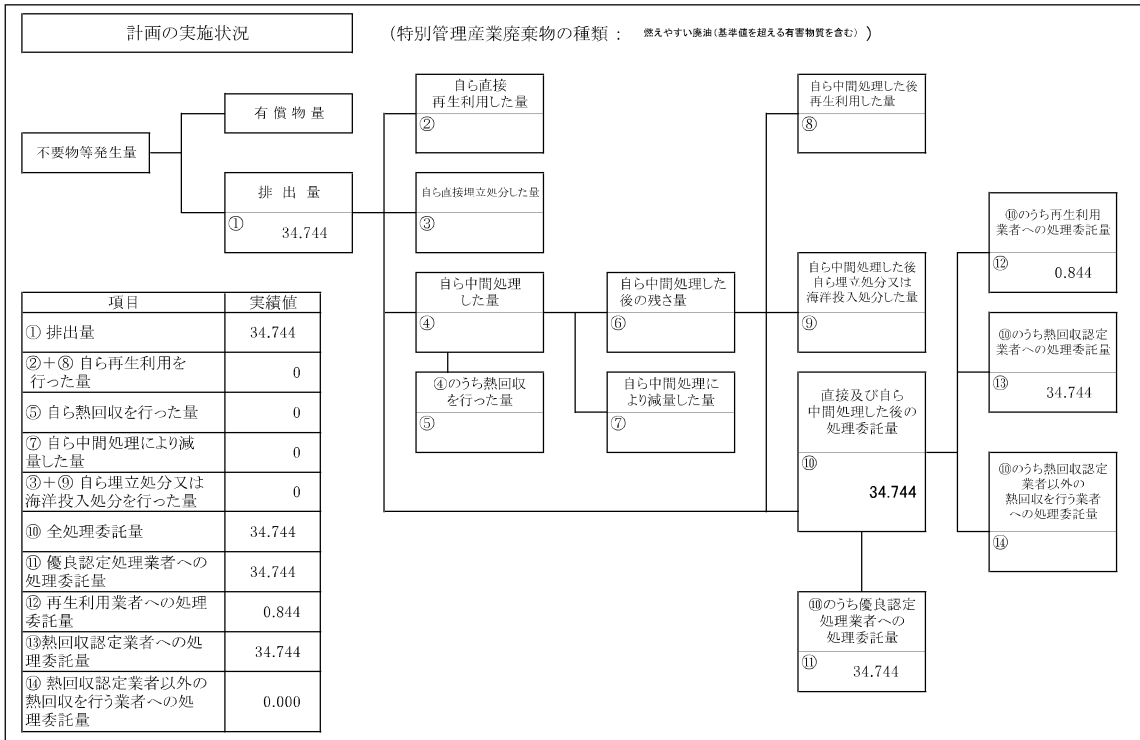 計画の実施状況
(特別管理産業廃棄物の種類： 燃えやすい廃油(基準値を超える有害物質を含む) )
不要物等発生量
有償物量
排出量
①
34.744
自ら直接
再生利用した量
②
自ら直接埋立処分した量
③
自ら中間処理
した量
④
④のうち熱回収
を行った量
⑤
自ら中間処理した
後の残さ量
⑥
自ら中間処理に
より減量した量
⑦
自ら中間処理した後
再生利用した量
⑧
自ら中間処理した後
自ら埋立処分又は
海洋投入処分した量
⑨
直接及び自ら
中間処理した後の
処理委託量
⑩
34.744
⑩のうち優良認定
処理業者への
処理委託量
⑪ 34.744
⑩のうち再生利用
業者への処理委託量
⑫
0.844
⑩のうち熱回収認定
業者への処理委託量
⑬
34.744
⑩のうち熱回収認定
業者以外の
熱回収を行う業者
への処理委託量
⑭
項目 実績値
① 排出量 34.744
②＋⑧ 自ら再生利用を
行った量 0
⑤ 自ら熱回収を行った量 0
⑦ 自ら中間処理により減
量した量 0
③＋⑨ 自ら埋立処分又は
海洋投入処分を行った量 0
⑩ 全処理委託量 34.744
⑪ 優良認定処理業者への
処理委託量 34.744
⑫ 再生利用業者への処理
委託量 0.844
⑬熱回収認定業者への処
理委託量 34.744
⑭ 熱回収認定業者以外の
熱回収を行う業者への処
理委託量 0.000